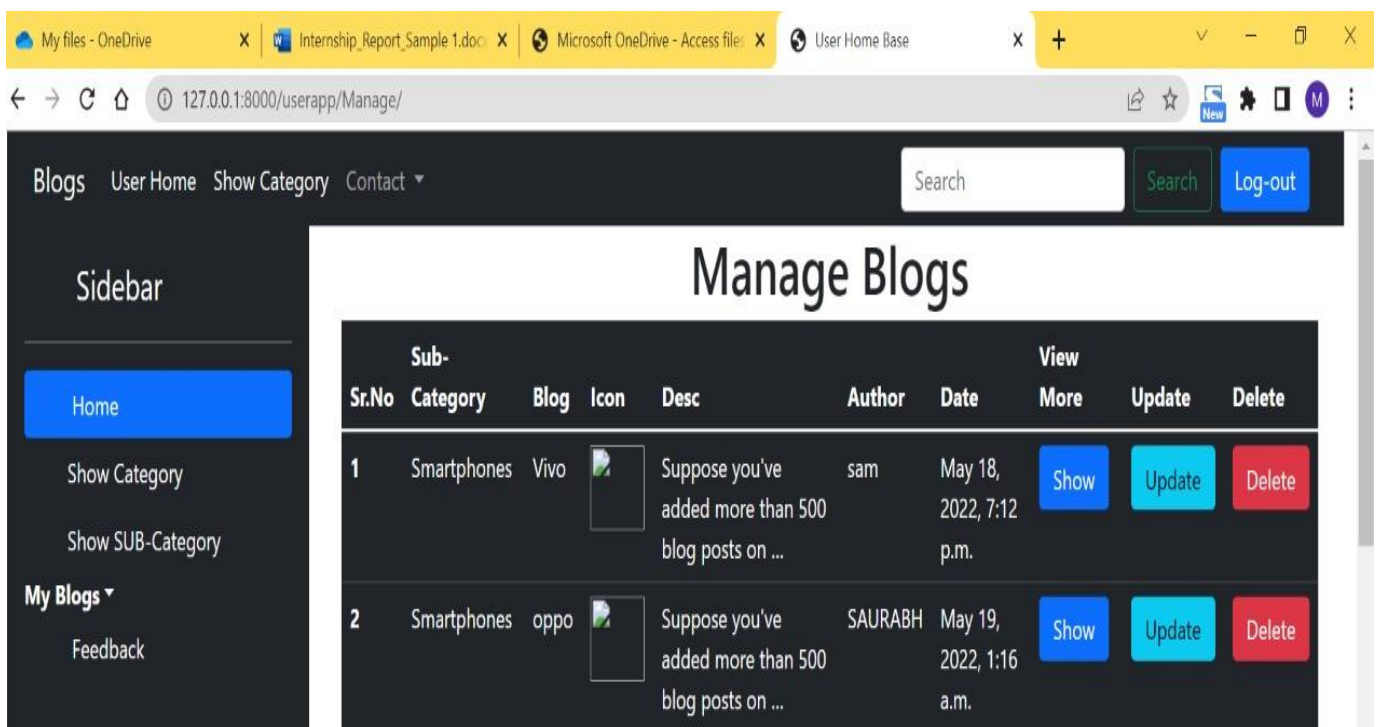 My files - OneDrive
Internship_Report_Sample 1.doc
Microsoft OneDrive - Access files
User Home Base
127.0.0.1:8000/userapp/Manage/
New
M
Blogs User Home Show Category Contact
Search
Search
Log-out
Sidebar
Home
Show Category
Show SUB-Category
My Blogs
Feedback
Manage Blogs
Sr.No Sub-Category Blog Icon Desc Author Date View More Update Delete
1 Smartphones Vivo Suppose you've sam May 18, Show Update Delete
added more than 500 2022, 7:12
blog posts on ... p.m.
2 Smartphones oppo Suppose you've SAURABH May 19, Show Update Delete
added more than 500 2022, 1:16
blog posts on ... a.m.